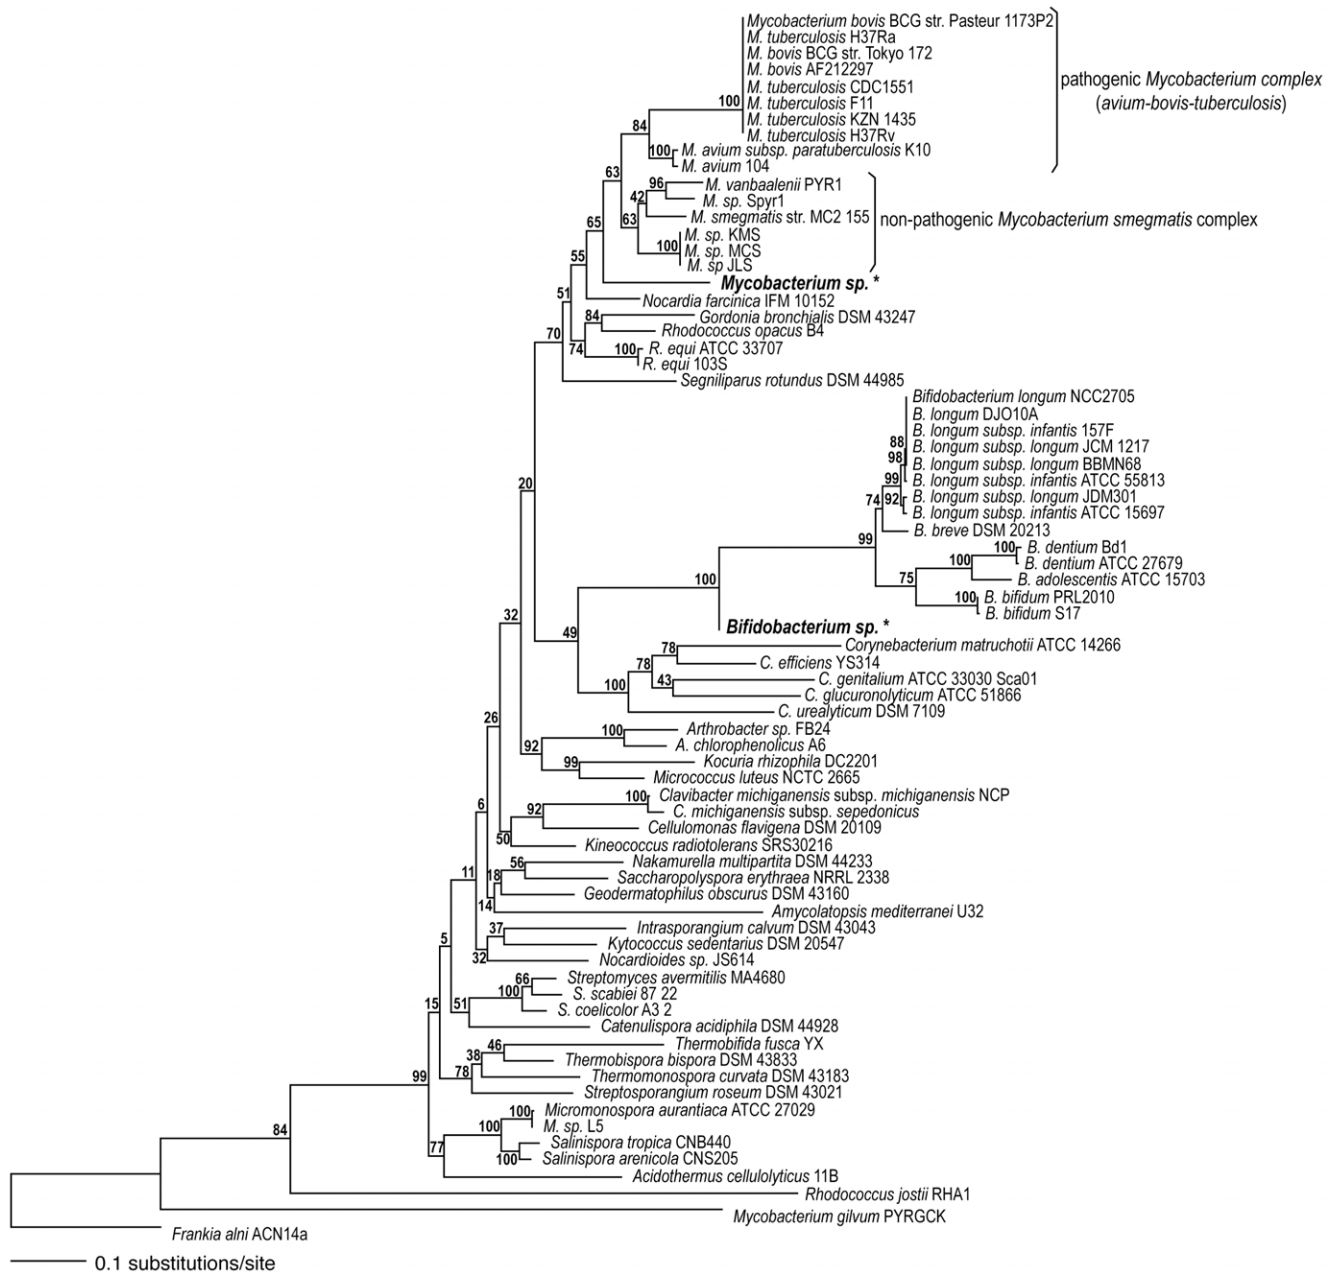 Mycobacterium bovis BCG str. Pasteur 1173P2
M. tuberculosis H37Ra
M. bovis BCG str. Tokyo 172
M. bovis AF212297
pathogenic Mycobacterium complex
M. tuberculosis CDC1551
100
M. tuberculosis F11
(avium-bovis-tuberculosis)
M. tuberculosis KZN 1435
84
M. tuberculosis H37Rv
100
M. avium subsp. paratuberculosis K10
M. avium 104
63
96
M. vanbaalenii PYR1
42
M. sp. Spyr1
65
63
M. smegmatis str. MC2 155
non-pathogenic Mycobacterium smegmatis complex
M. sp. KMS
100
M. sp. MCS
55
M. sp JLS
Mycobacterium sp. *
51
Nocardia farcinica IFM 10152
84
Gordonia bronchialis DSM 43247
70
Rhodococcus opacus B4
74
100
R. equi ATCC 33707
R. equi 103S
Segniliparus rotundus DSM 44985
Bifidobacterium longum NCC2705
B. longum DJO10A
B. longum subsp. infantis 157F
88
B. longum subsp. longum JCM 1217
98
B. longum subsp. longum BBMN68
99
B. longum subsp. infantis ATCC 55813
20
74
92
B. longum subsp. longum JDM301
B. longum subsp. infantis ATCC 15697
B. breve DSM 20213
99
100
B. dentium Bd1
100
B. dentium ATCC 27679
100
75
B. adolescentis ATCC 15703
100
B. bifidum PRL2010
B. bifidum S17
32
49
Bifidobacterium sp. *
78
Corynebacterium matruchotii ATCC 14266
78
C. efficiens YS314
100
43
C. genitalium ATCC 33030 Sca01
C. glucuronolyticum ATCC 51866
C. urealyticum DSM 7109
26
100
Arthrobacter sp. FB24
92
A. chlorophenolicus A6
99
Kocuria rhizophila DC2201
Micrococcus luteus NCTC 2665
100
Clavibacter michiganensis subsp. michiganensis NCP
6
92
C. michiganensis subsp. sepedonicus
Cellulomonas flavigena DSM 20109
50
Kineococcus radiotolerans SRS30216
56
Nakamurella multipartita DSM 44233
11
18
Saccharopolyspora erythraea NRRL 2338
Geodermatophilus obscurus DSM 43160
14
Amycolatopsis mediterranei U32
37
Intrasporangium calvum DSM 43043
5
Kytococcus sedentarius DSM 20547
32
Nocardioides sp. JS614
66
Streptomyces avermitilis MA4680
100
S. scabiei 87 22
15
51
S. coelicolor A3 2
Catenulispora acidiphila DSM 44928
46
Thermobifida fusca YX
38
Thermobispora bispora DSM 43833
99
78
Thermomonospora curvata DSM 43183
Streptosporangium roseum DSM 43021
100
Micromonospora aurantiaca ATCC 27029
84
100
M. sp. L5
77
Salinispora tropica CNB440
100
Salinispora arenicola CNS205
Acidothermus cellulolyticus 11B
Rhodococcus jostii RHA1
Mycobacterium gilvum PYRGCK
Frankia alni ACN14a
0.1 substitutions/site